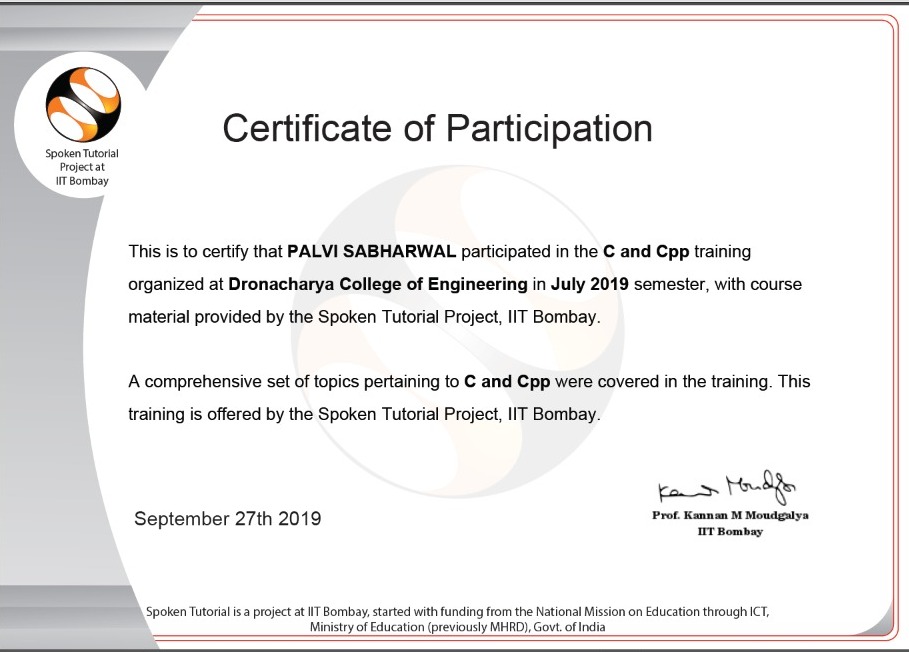 Spoken Tutorial
Project at
IIT Bombay
Certificate of Participation
This is to certify that PALVI SABHARWAL participated in the C and Cpp training
organized at Dronacharya College of Engineering in July 2019 semester, with course
material provided by the Spoken Tutorial Project, IIT Bombay.
A comprehensive set of topics pertaining to C and Cpp were covered in the training. This
training is offered by the Spoken Tutorial Project, IIT Bombay.
September 27th 2019
Kannan Moudgalya
Prof. Kannan M Moudgalya
IIT Bombay
Spoken Tutorial is a project at IIT Bombay, started with funding from the National Mission on Education through ICT,
Ministry of Education (previously MHRD), Govt. of India